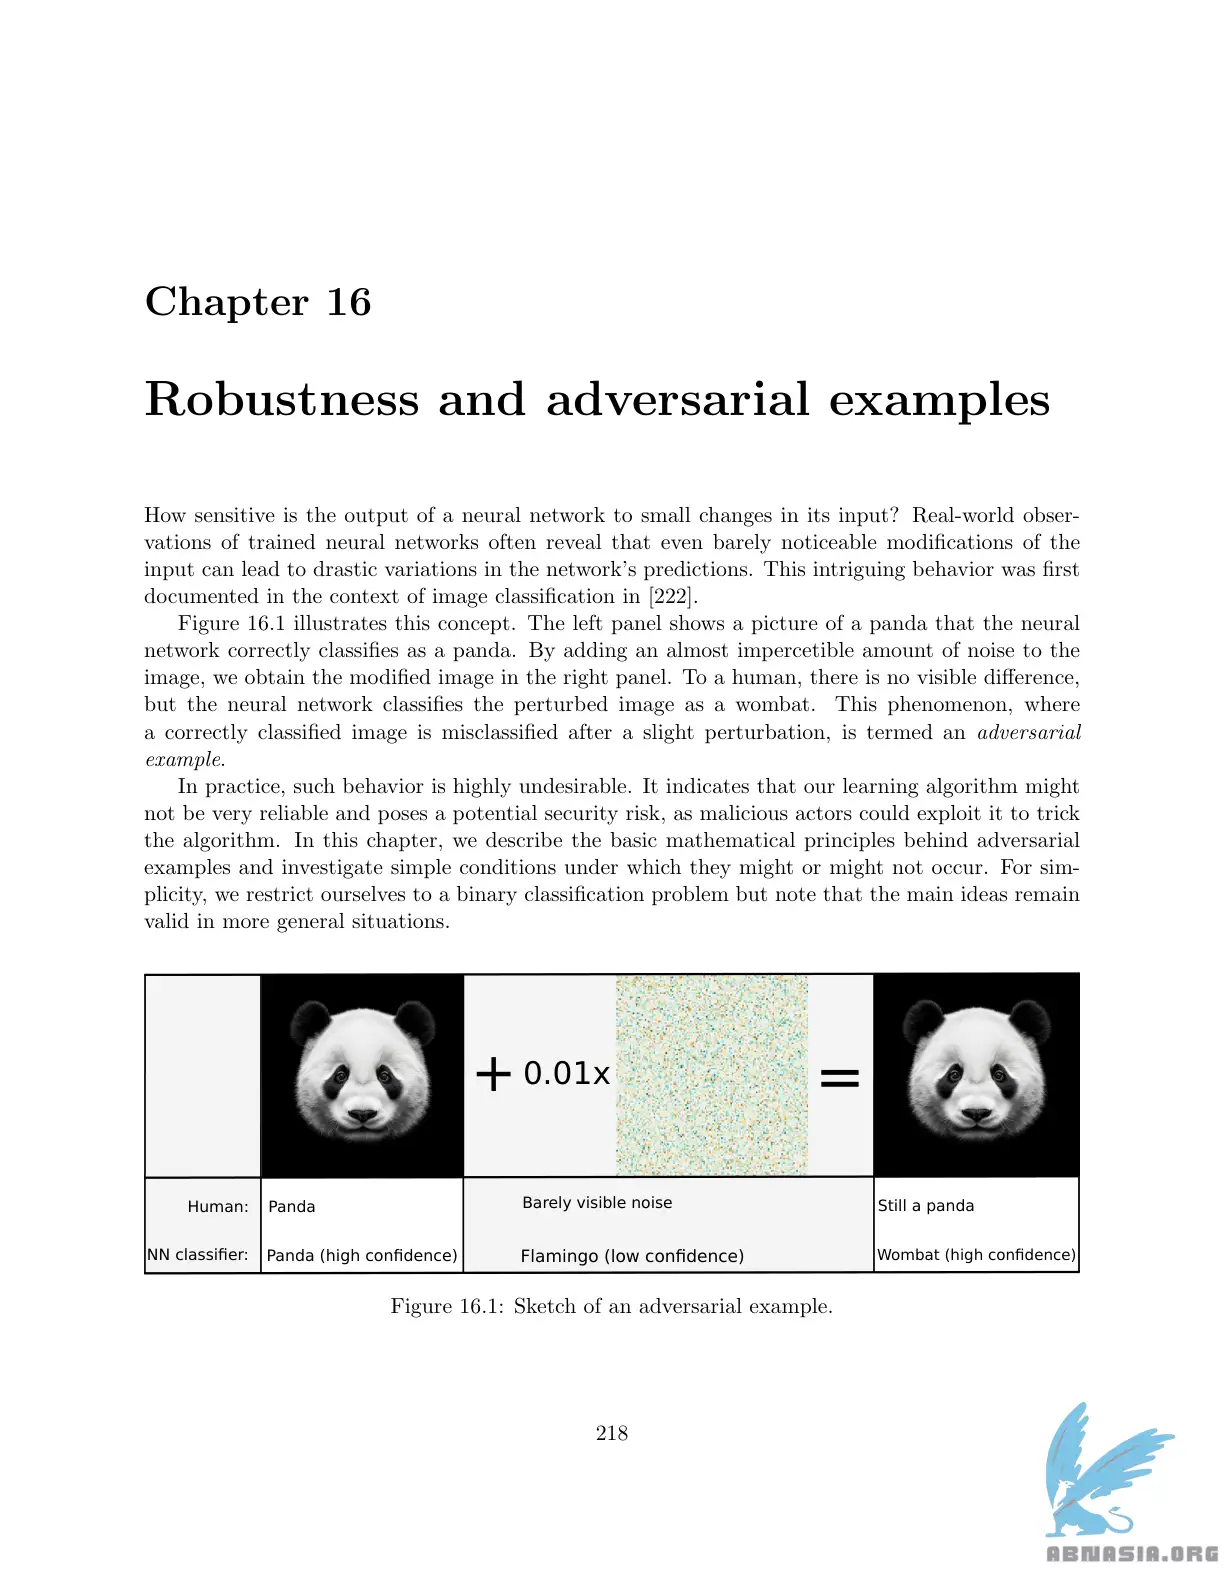 Chapter 16
Robustness and adversarial examples
How sensitive is the output of a neural network to small changes in its input? Real-world obser-
vations of trained neural networks often reveal that even barely noticeable modifications of the
input can lead to drastic variations in the network's predictions. This intriguing behavior was first
documented in the context of image classification in [222].
Figure 16.1 illustrates this concept. The left panel shows a picture of a panda that the neural
network correctly classifies as a panda. By adding an almost impercetible amount of noise to the
image, we obtain the modified image in the right panel. To a human, there is no visible difference,
but the neural network classifies the perturbed image as a wombat. This phenomenon, where
a correctly classified image is misclassified after a slight perturbation, is termed an adversarial
example.
In practice, such behavior is highly undesirable. It indicates that our learning algorithm might
not be very reliable and poses a potential security risk, as malicious actors could exploit it to trick
the algorithm. In this chapter, we describe the basic mathematical principles behind adversarial
examples and investigate simple conditions under which they might or might not occur. For sim-
plicity, we restrict ourselves to a binary classification problem but note that the main ideas remain
valid in more general situations.
+ 0.01x =
Human: Panda Barely visible noise Still a panda
NN classifier: Panda (high confidence) Flamingo (low confidence) Wombat (high confidence)
Figure 16.1: Sketch of an adversarial example.
218
ABNASIA.ORG